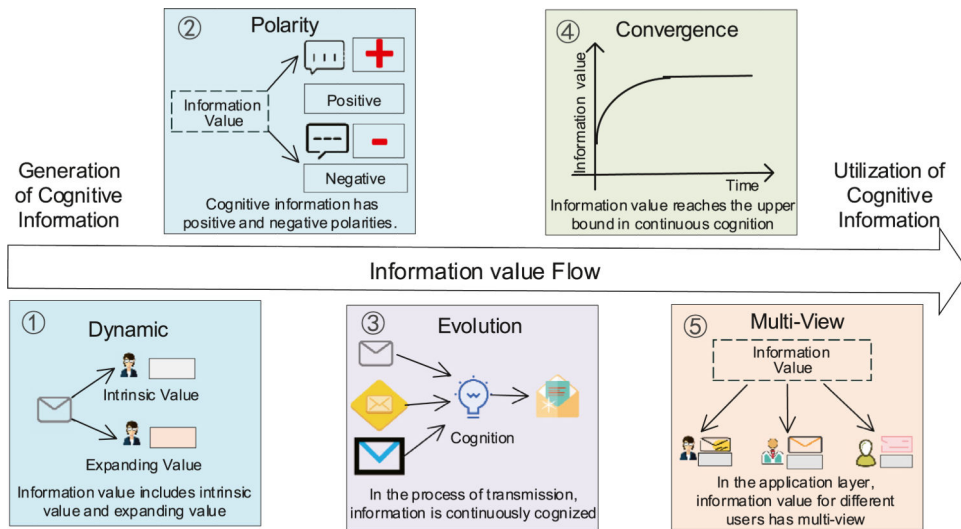 ② Polarity
Information
Value
+
Positive
-
Negative
Cognitive information has
positive and negative polarities.
④ Convergence
Information value
Time
Information value reaches the upper
bound in continuous cognition
Generation
of Cognitive
Information
Utilization of
Cognitive
Information
Information value Flow
① Dynamic
Intrinsic Value
Expanding Value
Information value includes intrinsic
value and expanding value
③ Evolution
Cognition
In the process of transmission,
information is continuously cognized
⑤ Multi-View
Information
Value
In the application layer,
information value for different
users has multi-view